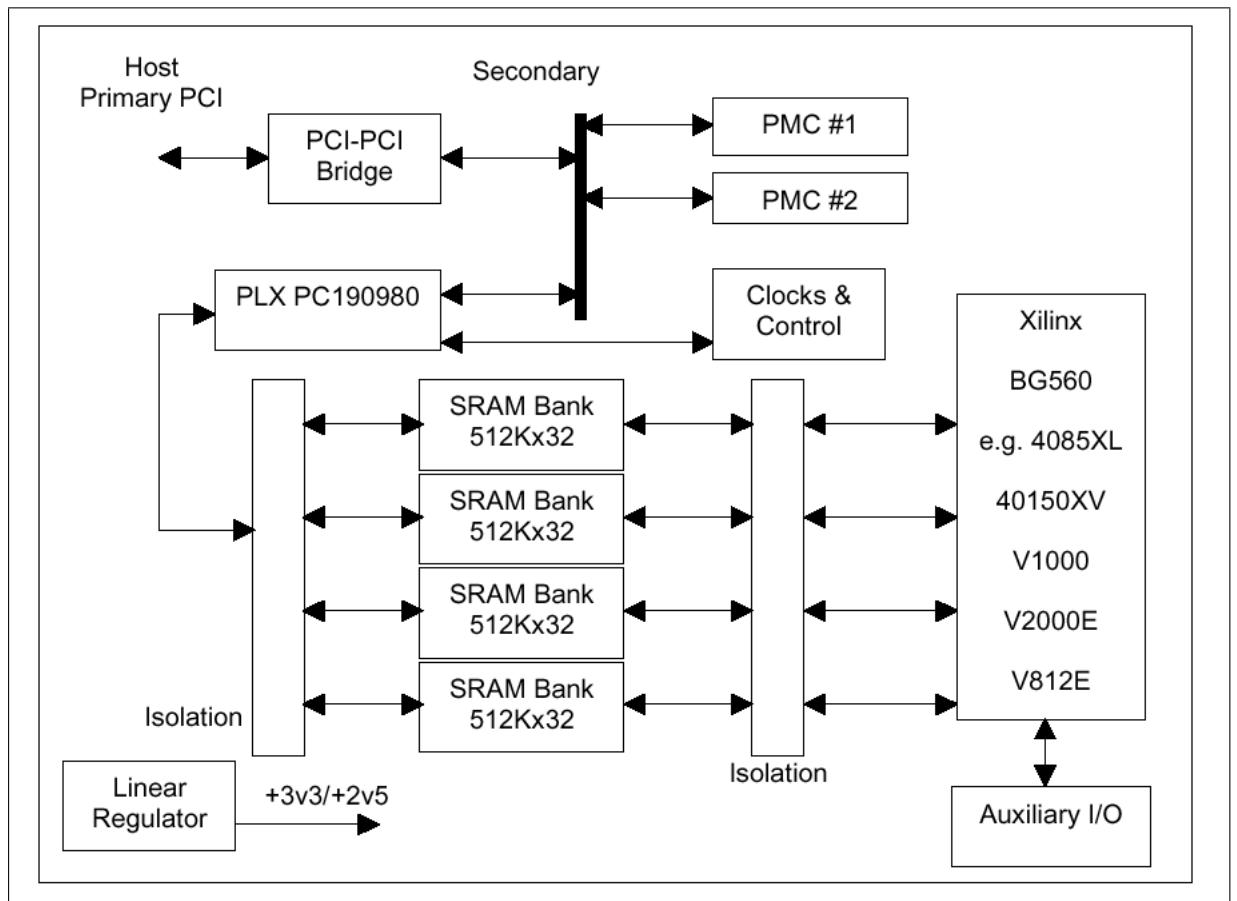 Host
Primary PCI
Secondary
PCI-PCI
Bridge
PMC #1
PMC #2
PLX PC190980
Clocks &
Control
Xilinx
BG560
e.g. 4085XL
40150XV
V1000
V2000E
V812E
SRAM Bank
512Kx32
SRAM Bank
512Kx32
SRAM Bank
512Kx32
SRAM Bank
512Kx32
Isolation
Isolation
Linear
Regulator
+3v3/+2v5
Auxiliary I/O